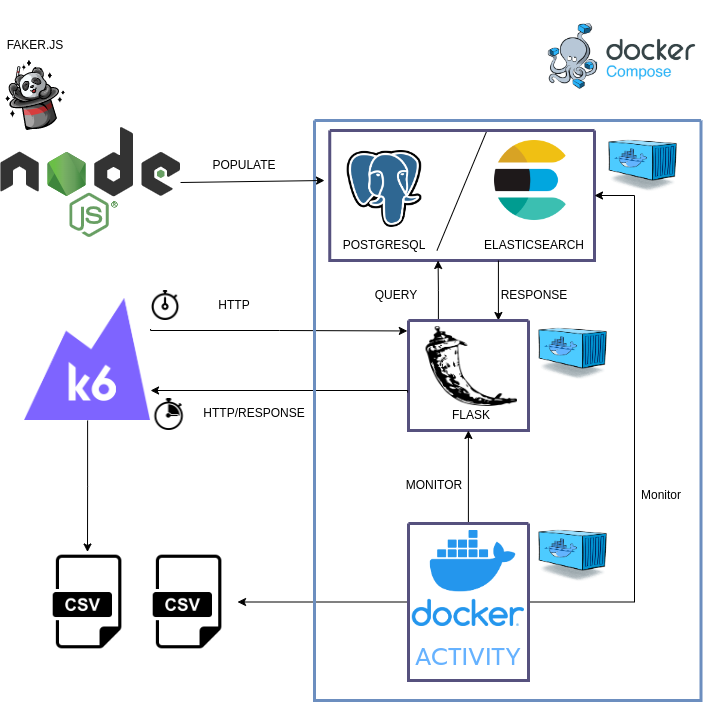 FAKER.JS
docker
Compose
node
JS
®
POPULATE
POSTGRESQL
ELASTICSEARCH
QUERY
RESPONSE
HTTP
k6
HTTP/RESPONSE
FLASK
MONITOR
Monitor
CSV
CSV
docker
ACTIVITY